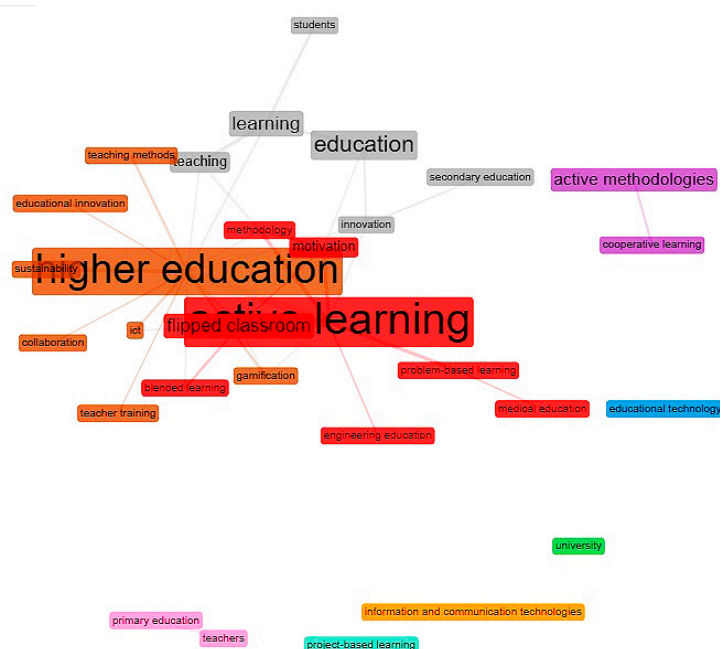 students
learning
education
teaching methods
teaching
secondary education
active methodologies
educational innovation
methodology
innovation
motivation
cooperative learning
sustainability
higher education
active learning
flipped classroom
ict
collaboration
problem-based learning
gamification
blended learning
medical education
educational technology
teacher training
engineering education
university
information and communication technologies
primary education
teachers
project-based learning